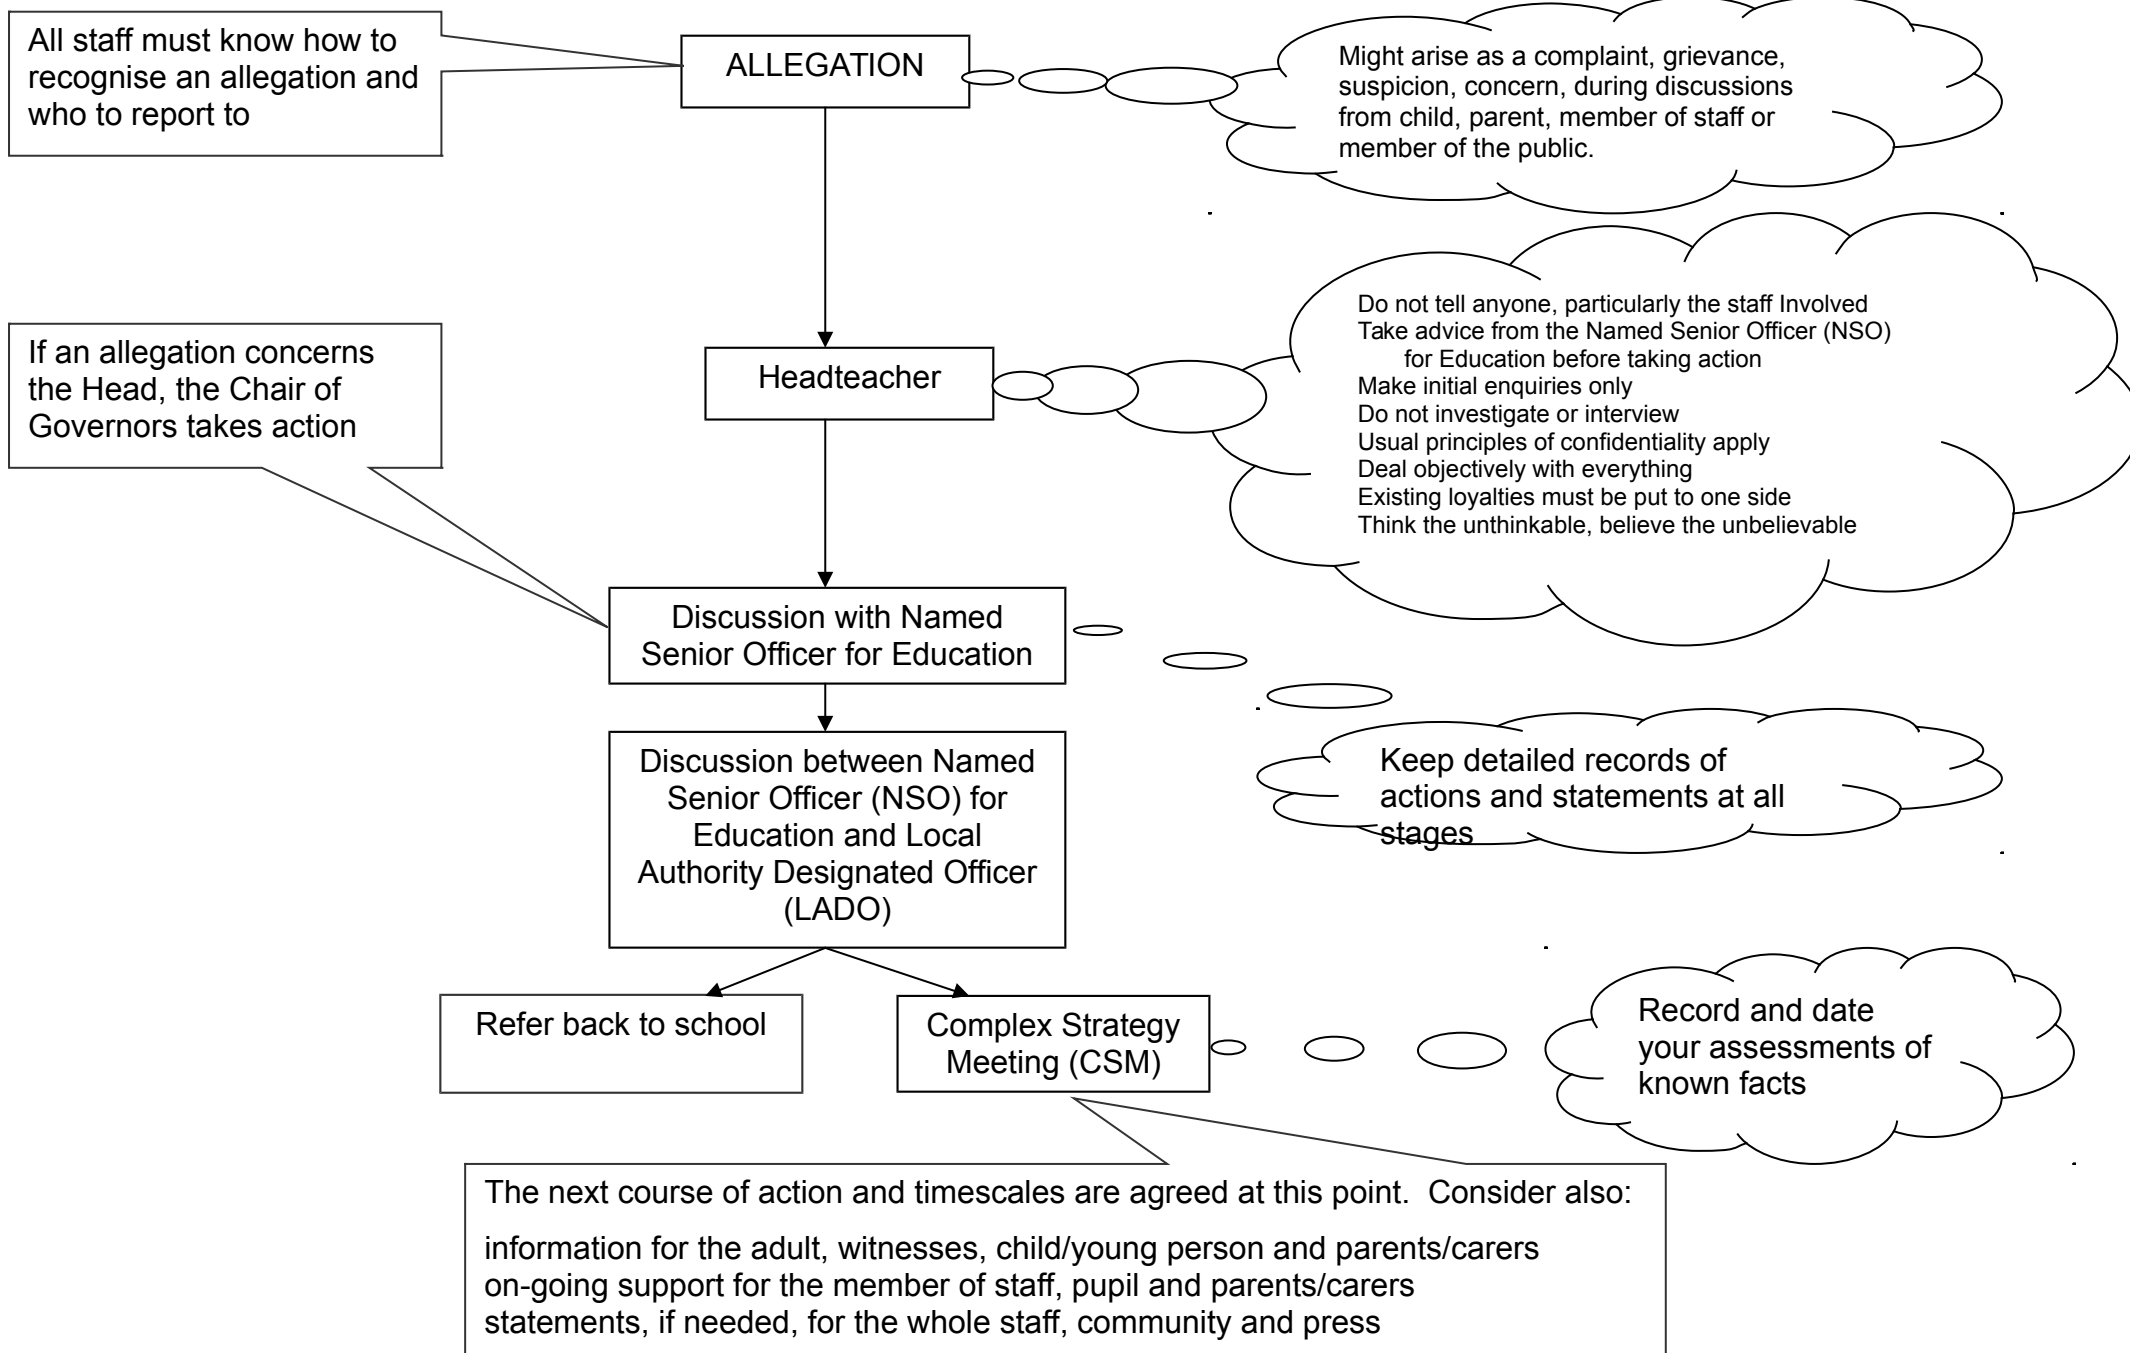 All staff must know how to
recognise an allegation and
who to report to
ALLEGATION
Might arise as a complaint, grievance,
suspicion, concern, during discussions
from child, parent, member of staff or
member of the public.
If an allegation concerns
the Head, the Chair of
Governors takes action
Headteacher
Do not tell anyone, particularly the staff Involved
Take advice from the Named Senior Officer (NSO)
for Education before taking action
Make initial enquiries only
Do not investigate or interview
Usual principles of confidentiality apply
Deal objectively with everything
Existing loyalties must be put to one side
Think the unthinkable, believe the unbelievable
Discussion with Named
Senior Officer for Education
Discussion between Named
Senior Officer (NSO) for
Education and Local
Authority Designated Officer
(LADO)
Keep detailed records of
actions and statements at all
stages
Refer back to school
Complex Strategy
Meeting (CSM)
Record and date
your assessments of
known facts
The next course of action and timescales are agreed at this point.  Consider also:
information for the adult, witnesses, child/young person and parents/carers
on-going support for the member of staff, pupil and parents/carers
statements, if needed, for the whole staff, community and press